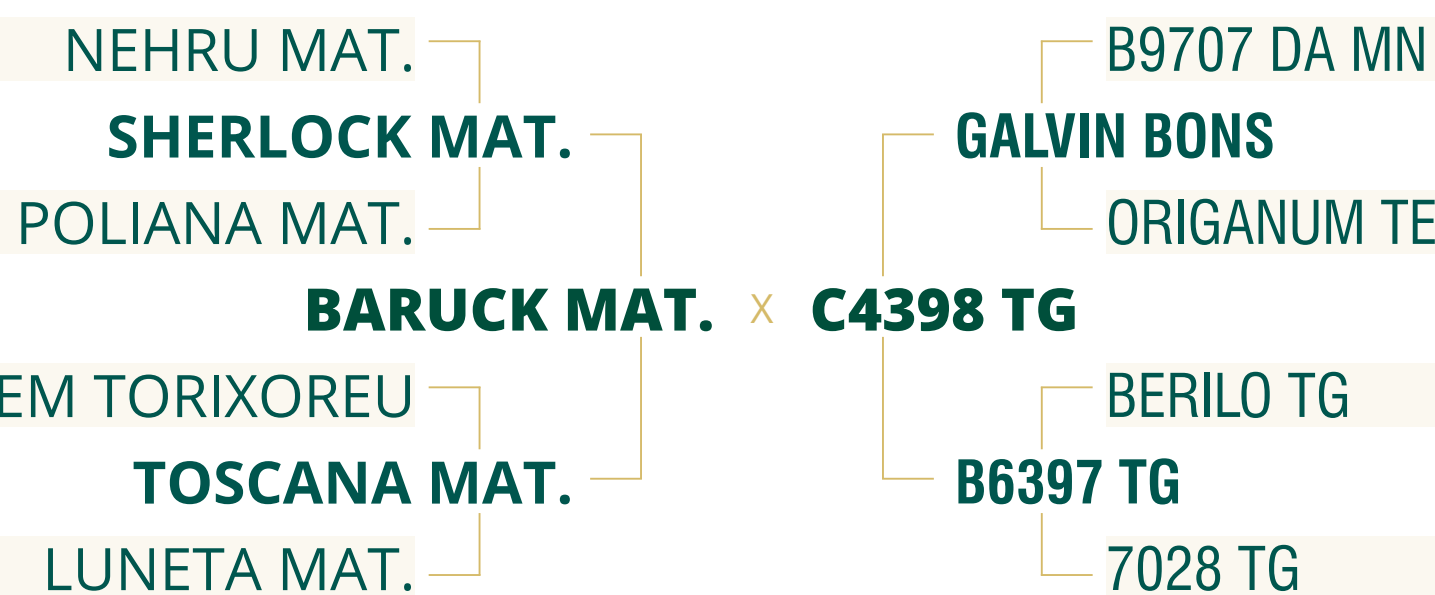 NEHRU MAT.
B9707 DA MN
SHERLOCK MAT.
GALVIN BONS
POLIANA MAT.
ORIGANUM TE
BARUCK MAT. X C4398 TG
EM TORIXOREU
BERILO TG
TOSCANA MAT.
B6397 TG
LUNETA MAT.
7028 TG